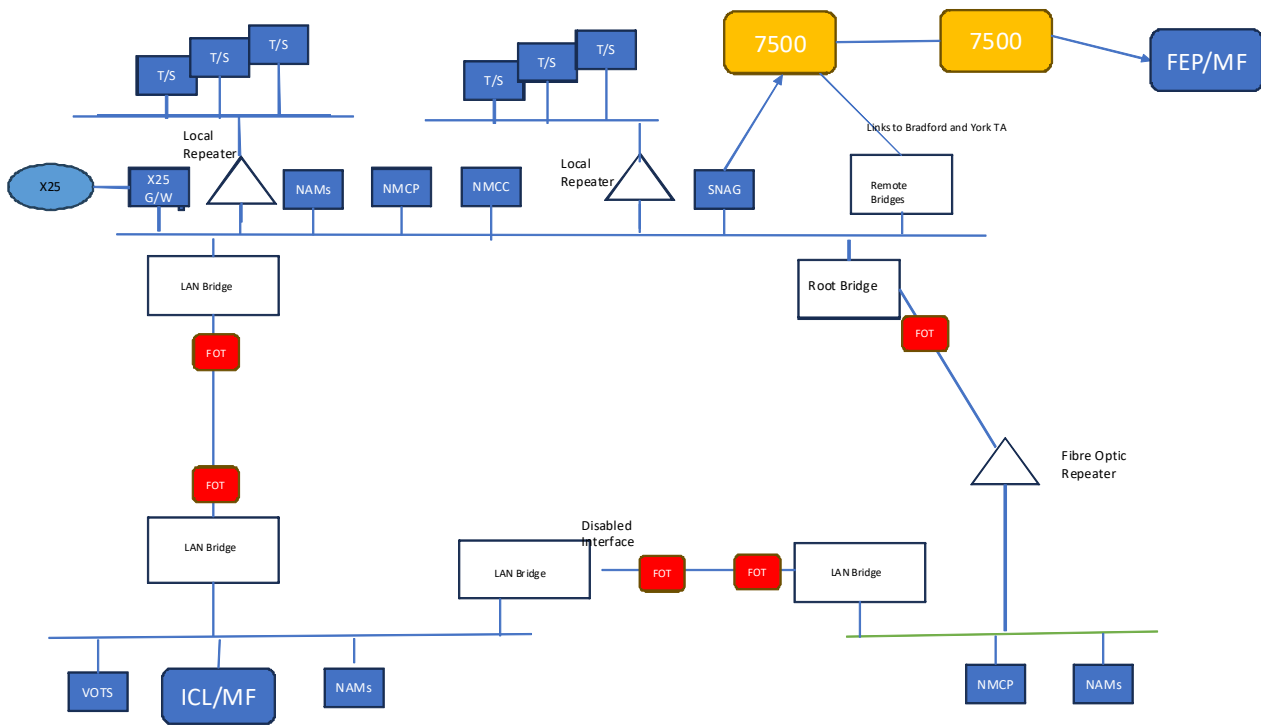 T/S
T/S
T/S
T/S
T/S
T/S
7500
7500
FEP/MF
Links to Bradford and York TA
Local
Repeater
Local
Repeater
X25
X25
G/W
NAMs
NMCP
NMCC
SNAG
Remote
Bridges
LAN Bridge
Root Bridge
FOT
FOT
Fibre Optic
Repeater
FOT
LAN Bridge
Disabled
Interface
LAN Bridge
FOT
FOT
LAN Bridge
VOTS
ICL/MF
NAMs
NMCP
NAMs